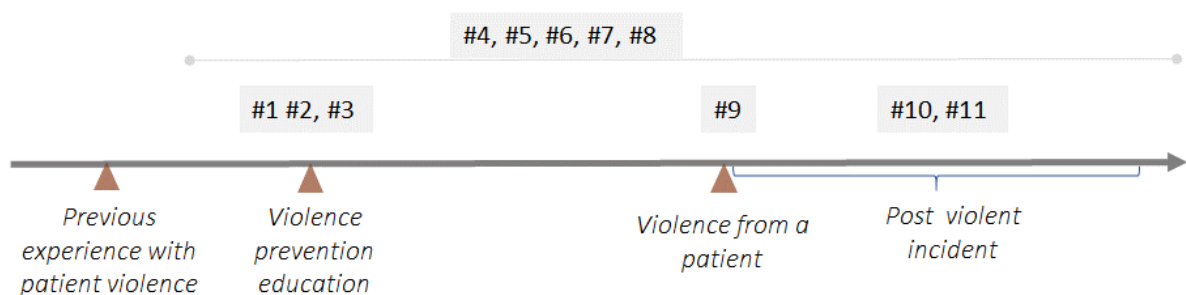 #4, #5, #6, #7, #8
#1 #2, #3
#9
#10, #11
Previous
experience with
patient violence
Violence
prevention
education
Violence from a
patient
Post violent
incident